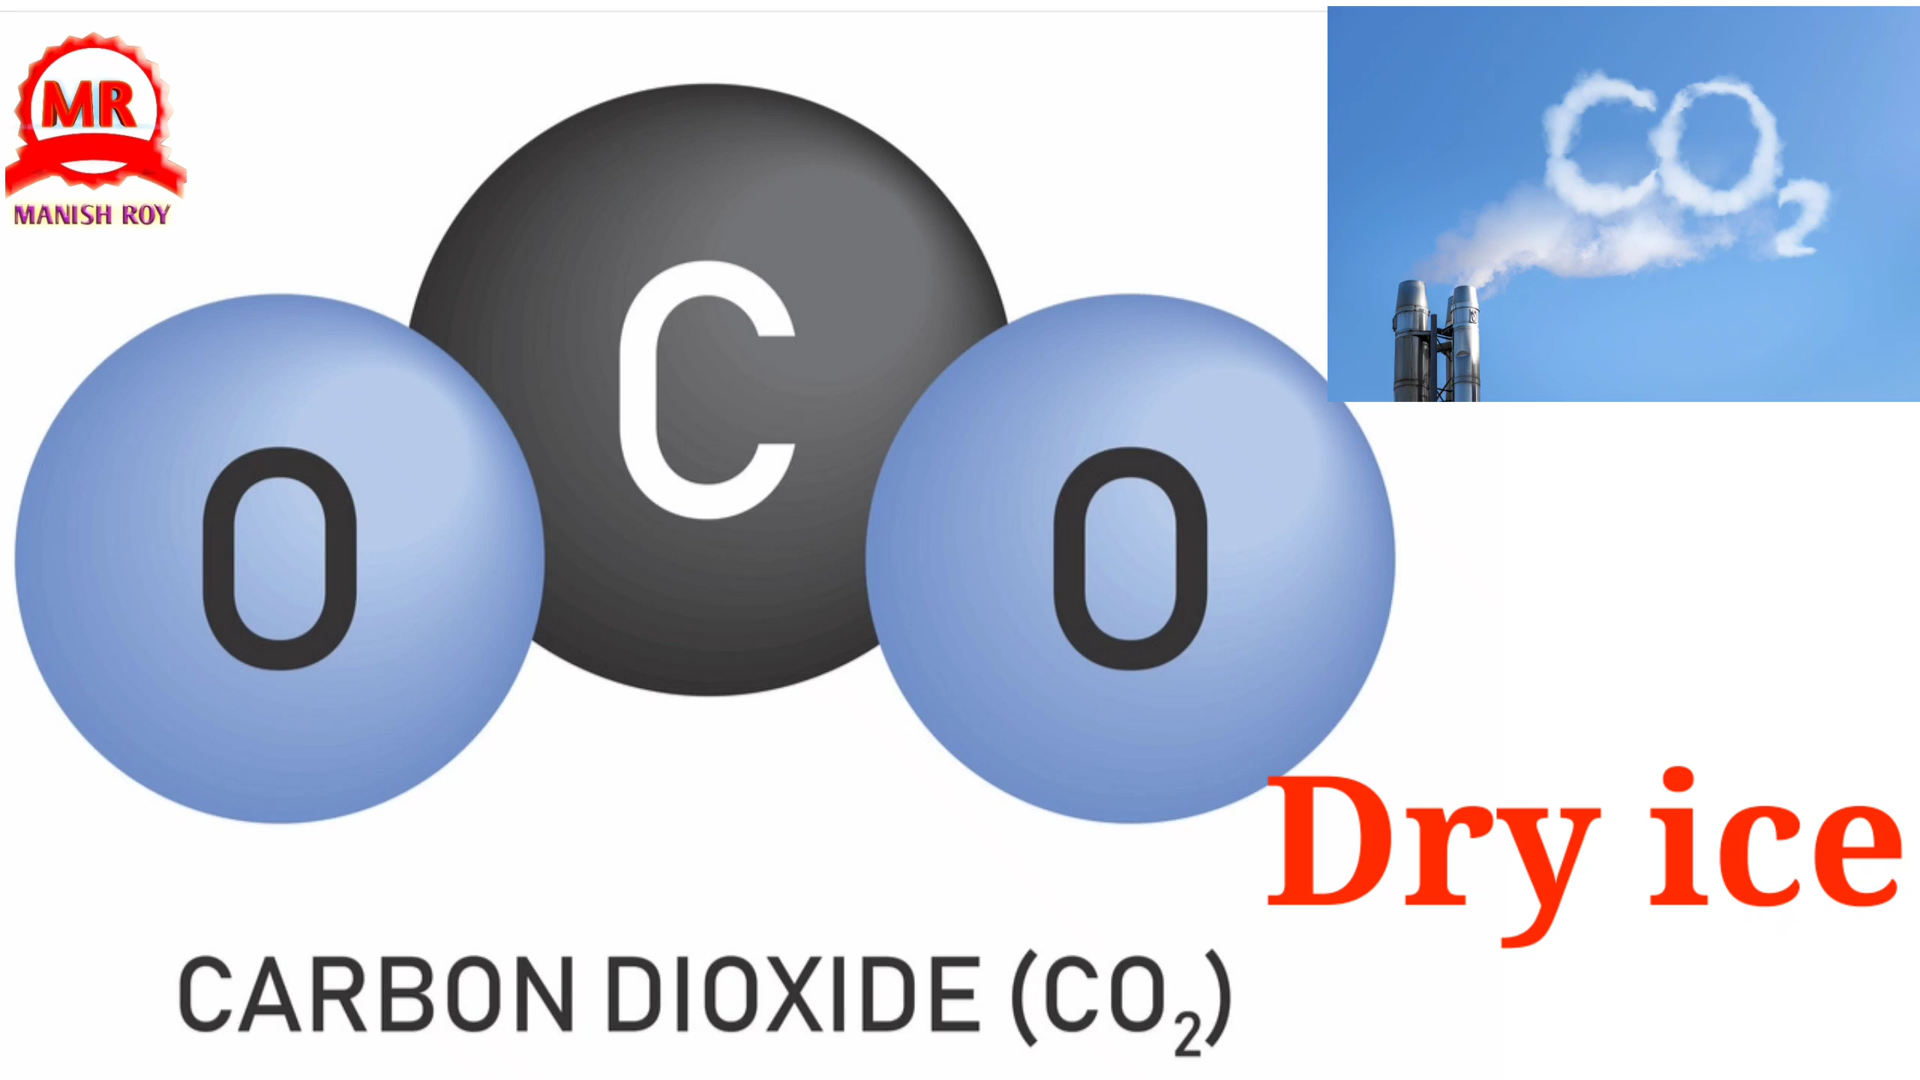 MR
MANISH ROY
CO₂
C
O
O
Dry ice
CARBON DIOXIDE (CO₂)